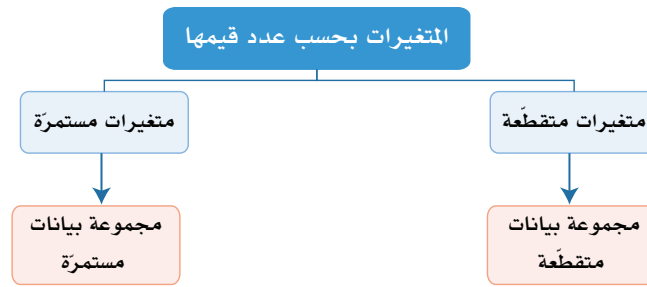 المتغيرات بحسب عدد قيمها
متغيرات متقطّعة
متغيرات مستمرّة
مجموعة بيانات
متقطّعة
مجموعة بيانات
مستمرّة